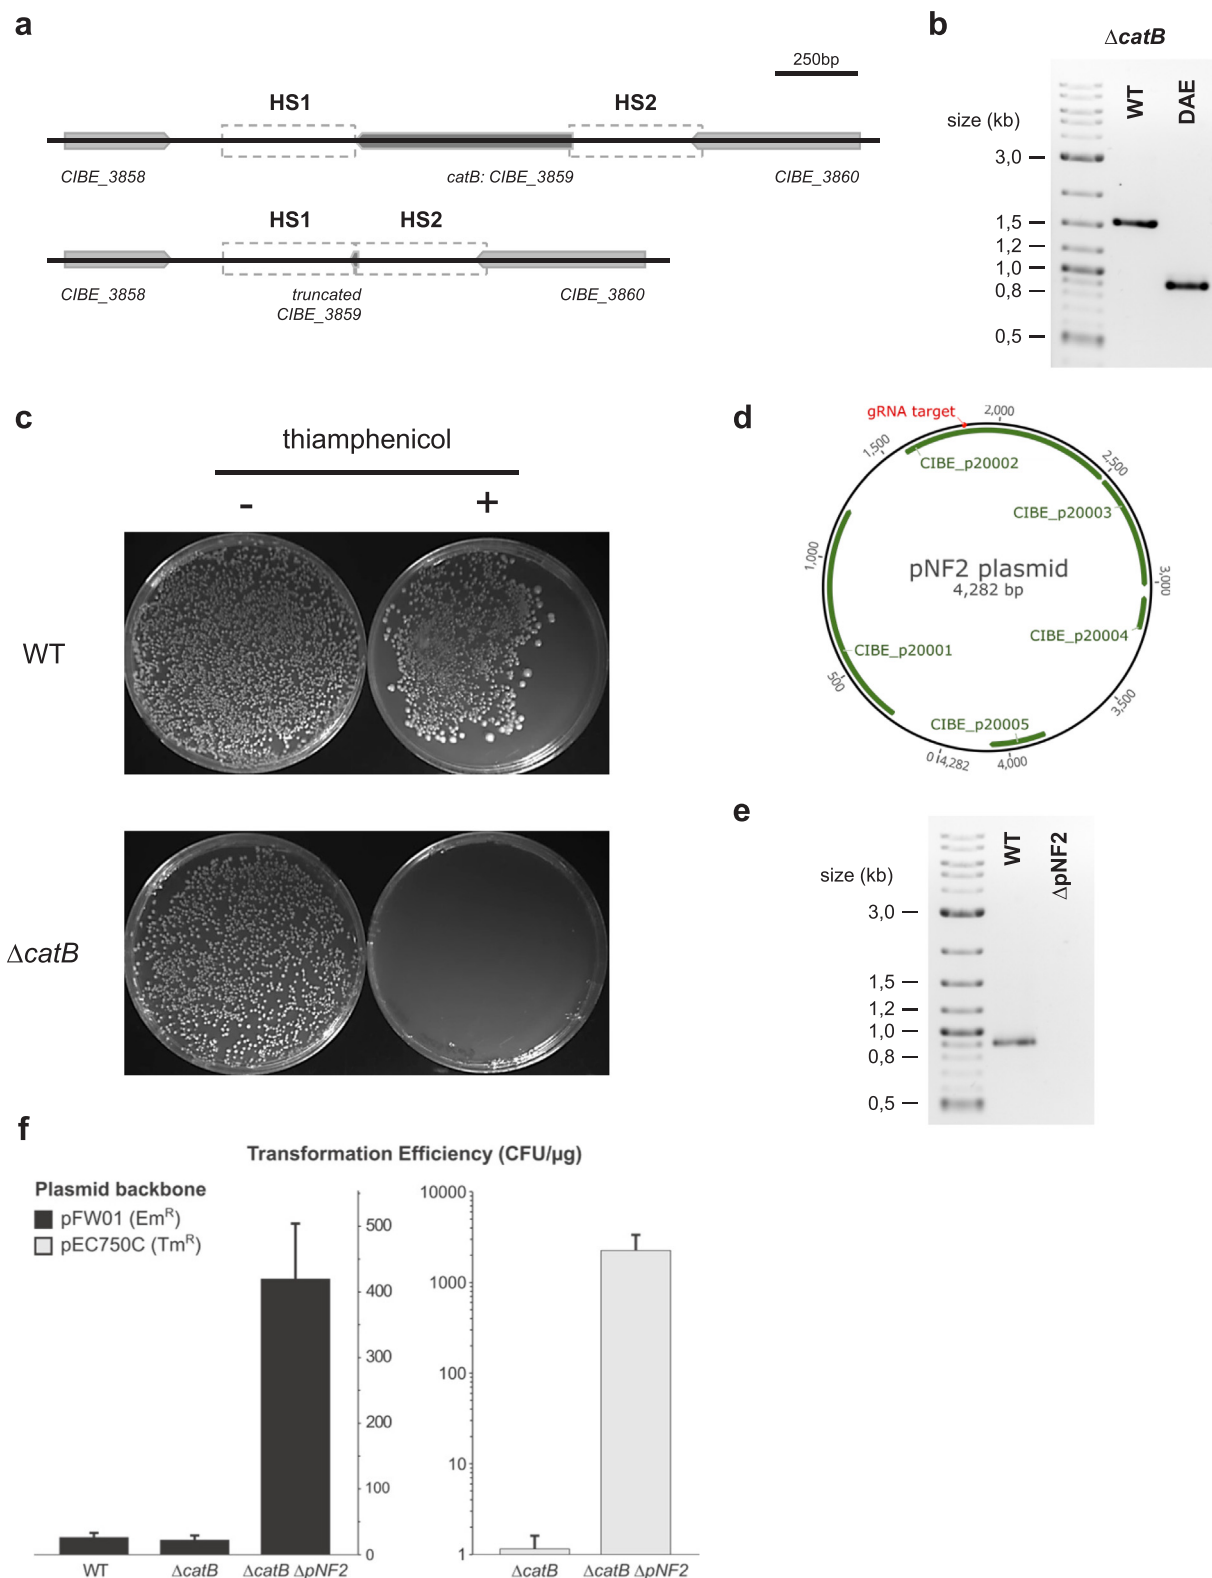 a
250bp
HS1 HS2
CIBE_3858 catB: CIBE_3859 CIBE_3860
HS1 HS2
CIBE_3858 truncated CIBE_3860
CIBE_3859
b
ΔcatB
WT DAE
size (kb)
3,0
1,5
1,2
1,0
0,8
0,5
c
thiamphenicol
- +
WT
ΔcatB
d
gRNA target
2,000
1,500
2,500
CIBE_p20002
CIBE_p20003
1,000
pNF2 plasmid
4,282 bp
3,000
CIBE_p20004
CIBE_p20001
500
3,500
CIBE_p20005
0 4,282
4,000
e
WT ΔpNF2
size (kb)
3,0
1,5
1,2
1,0
0,8
0,5
f
Transformation Efficiency (CFU/µg)
Plasmid backbone
pFW01 (Em^R)
pEC750C (Tm^R)
500
400
300
200
100
0
WT ΔcatB ΔcatB ΔpNF2
10000
1000
100
10
1
ΔcatB ΔcatB ΔpNF2